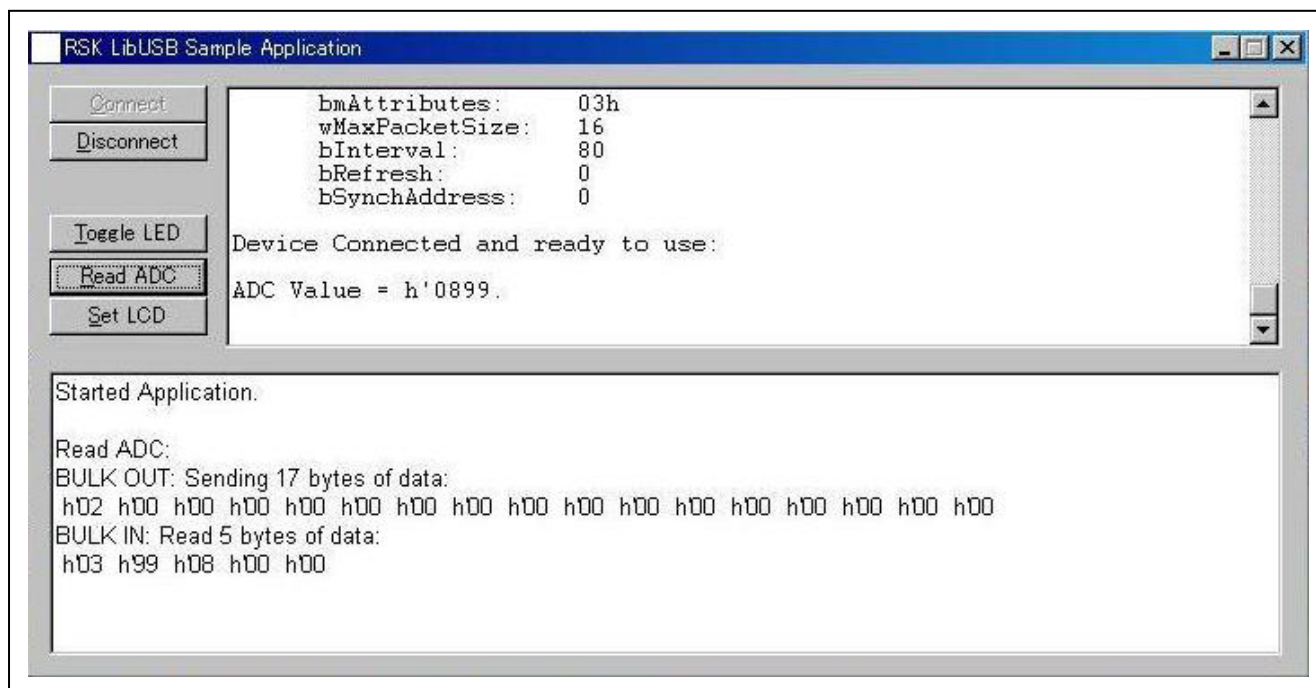 RSK LibUSB Sample Application
Connect
Disconnect
Toggle LED
Read ADC
Set LCD
bmAttributes: 03h
wMaxPacketSize: 16
bInterval: 80
bRefresh: 0
bSynchAddress: 0
Device Connected and ready to use:
ADC Value = h'0899.
Started Application.
Read ADC:
BULK OUT: Sending 17 bytes of data:
h'02 h'00 h'00 h'00 h'00 h'00 h'00 h'00 h'00 h'00 h'00 h'00 h'00 h'00 h'00 h'00 h'00
BULK IN: Read 5 bytes of data:
h'03 h'99 h'08 h'00 h'00